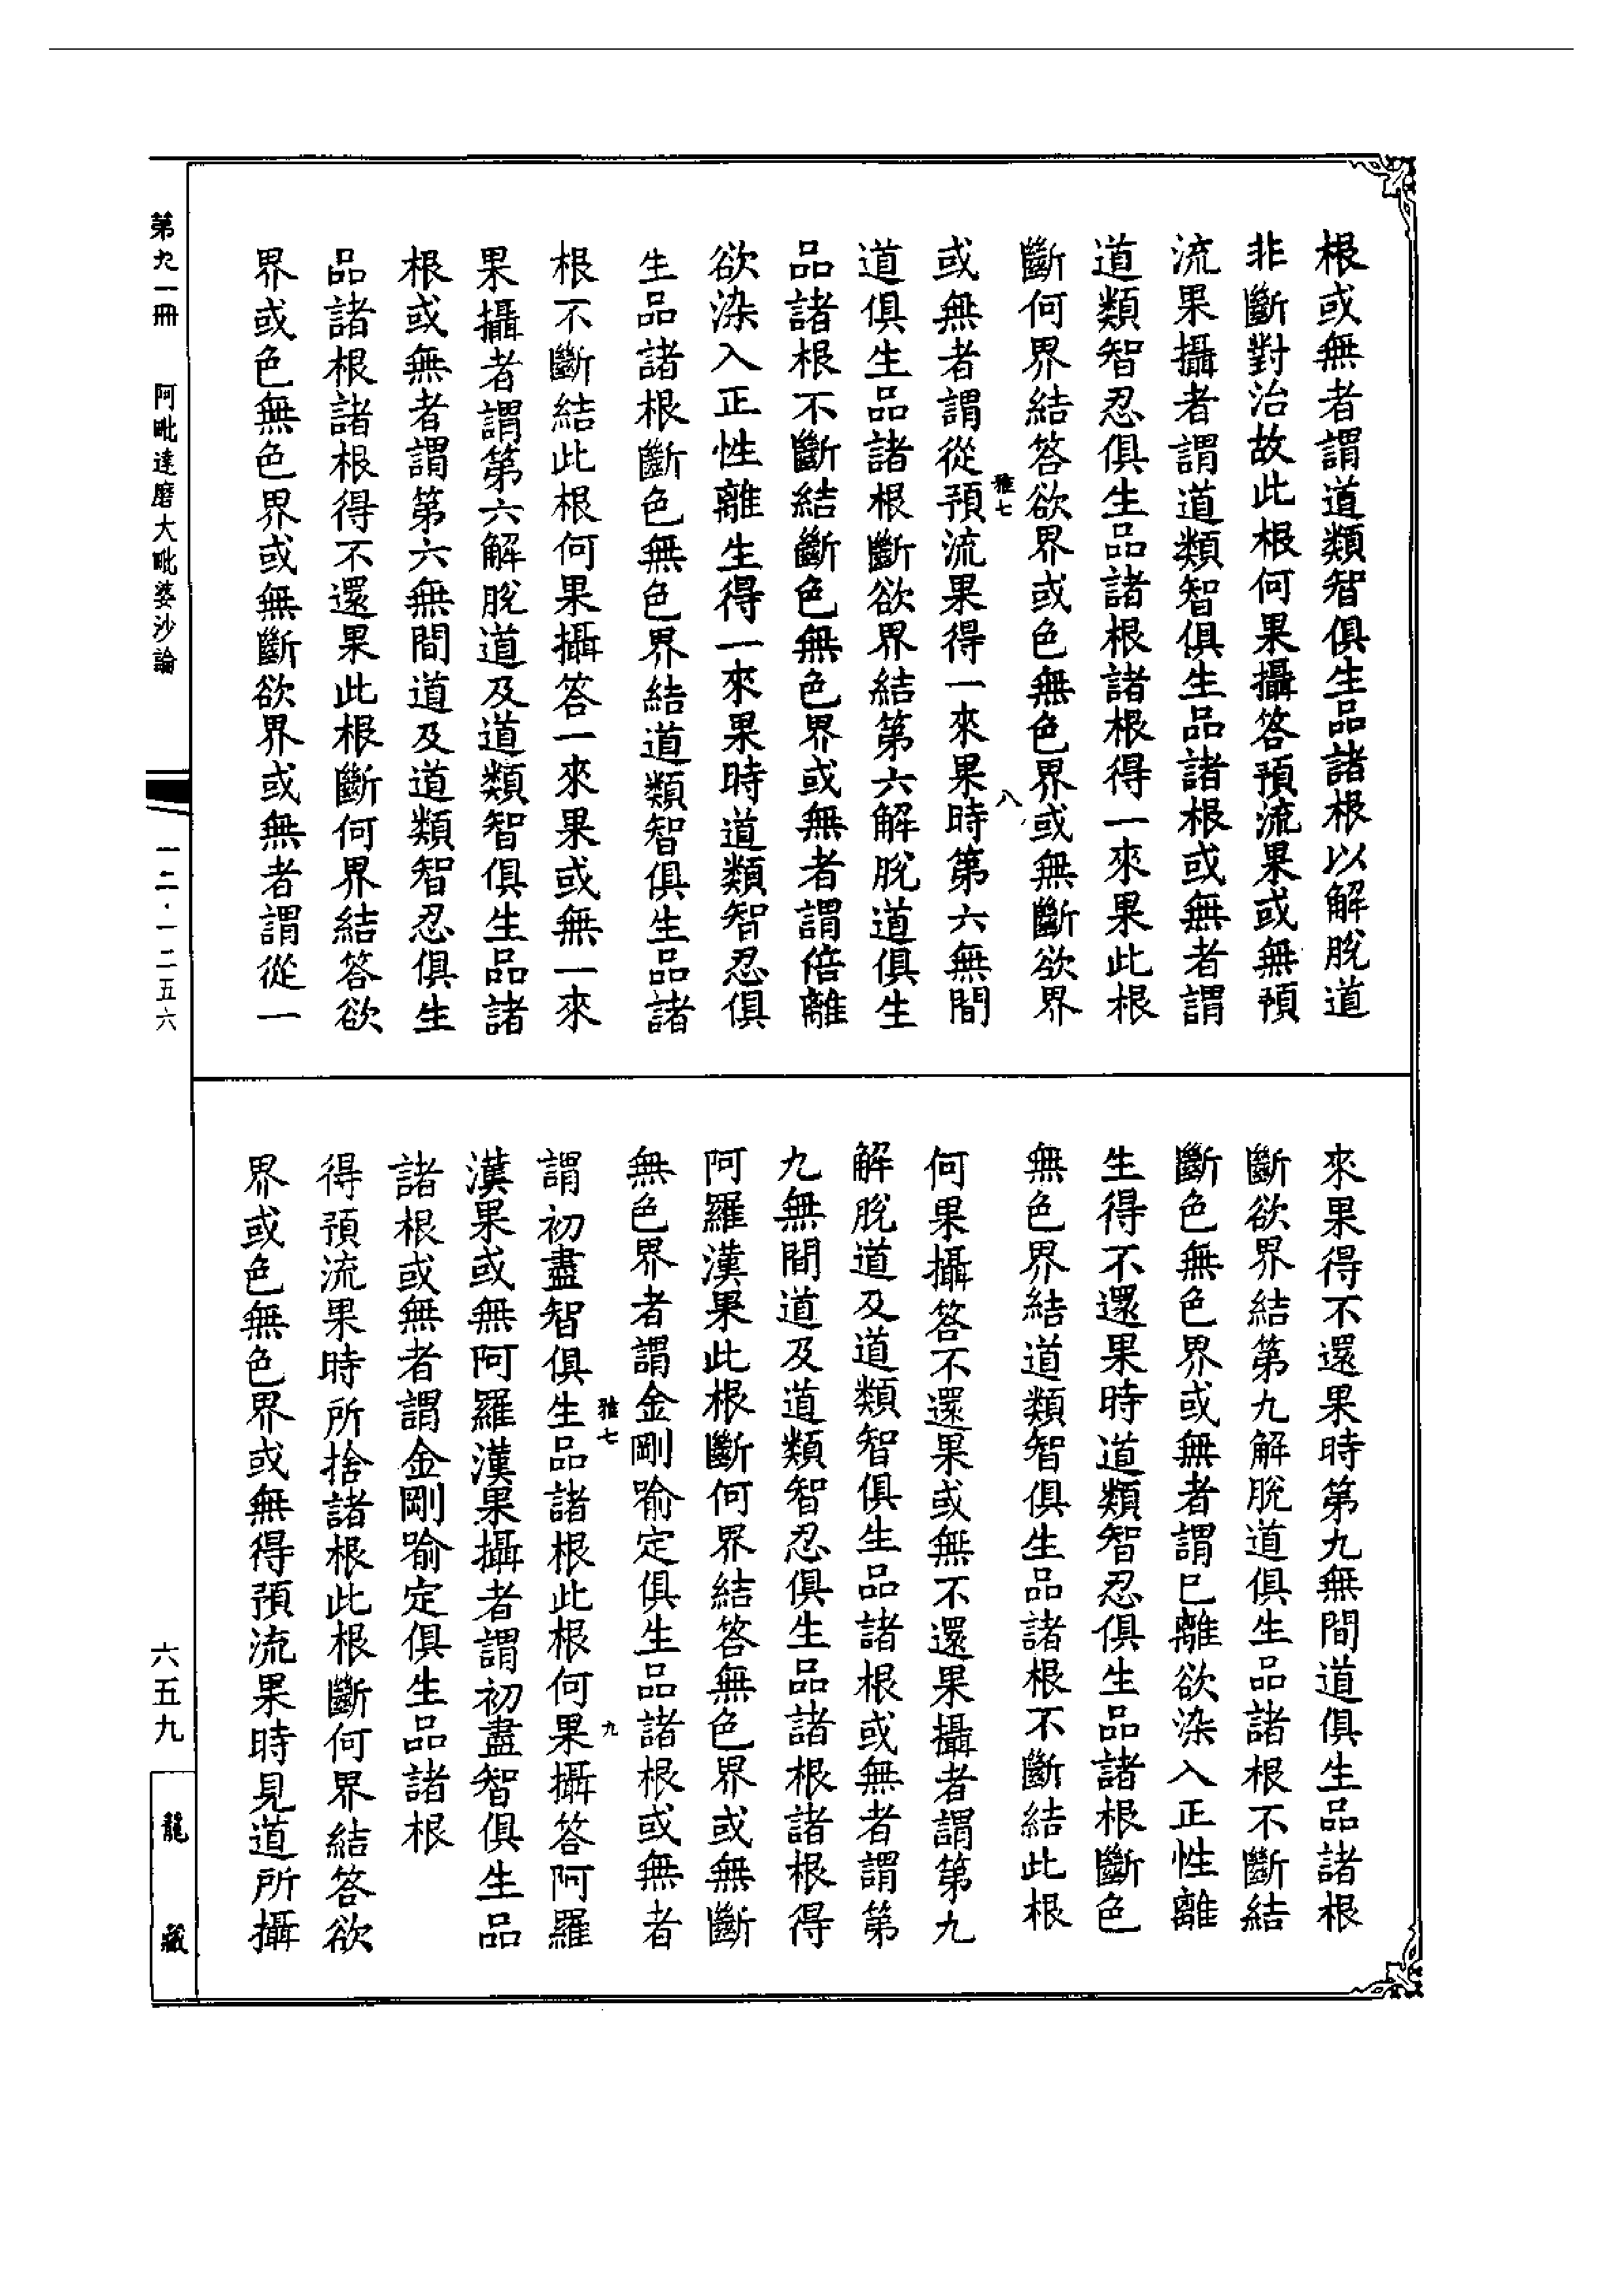 根或無者謂道類智俱生品諸根以解脫道
非斷對治故此根何果攝答預流果或無預
流果攝者謂道類智俱生品諸根或無者謂
道類智忍俱生品諸根諸根得一來果此根
斷何界結答欲界或色無色界或無斷欲界
雅七
八
或無者謂從預流果得一來果時第六無間
道俱生品諸根斷欲界結第六解脫道俱生
品諸根不斷結斷色無色界或無者謂倍離
欲染入正性離生得一來果時道類智忍俱
生品諸根斷色無色界結道類智俱生品諸
根不斷結此根何果攝答一來果或無一來
果攝者謂第六解脫道及道類智俱生品諸
根或無者謂第六無間道及道類智忍俱生
品諸根諸根得不還果此根斷何界結答欲
界或色無色界或無斷欲界或無者謂從一
來果得不還果時第九無間道俱生品諸根
斷欲界結第九解脫道俱生品諸根不斷結
斷色無色界或無者謂已離欲染入正性離
生得不還果時道類智忍俱生品諸根斷色
無色界結道類智俱生品諸根不斷結此根
何果攝答不還果或無不還果攝者謂第九
解脫道及道類智俱生品諸根或無者謂第
九無間道及道類智忍俱生品諸根諸根得
阿羅漢果此根斷何界結答無色界或無斷
無色界者謂金剛喻定俱生品諸根或無者
雅七
九
謂初盡智俱生品諸根此根何果攝答阿羅
漢果或無阿羅漢果攝者謂初盡智俱生品
諸根或無者謂金剛喻定俱生品諸根
得預流果時所捨諸根此根斷何界結答欲
界或色無色界或無得預流果時見道所攝
第九一冊 阿毗達磨大毗婆沙論
一二·一二五六
六五九
龍藏